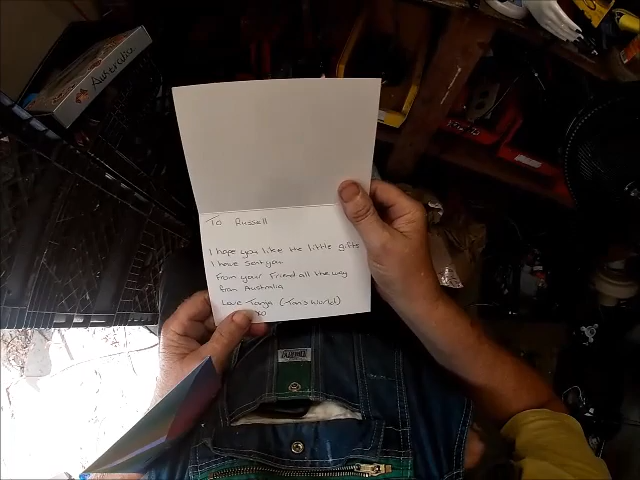 To Russell
I hope you like the little gifts
I have sent you
From your Friend all the way
from Australia
Love Tanya (Tan's World)